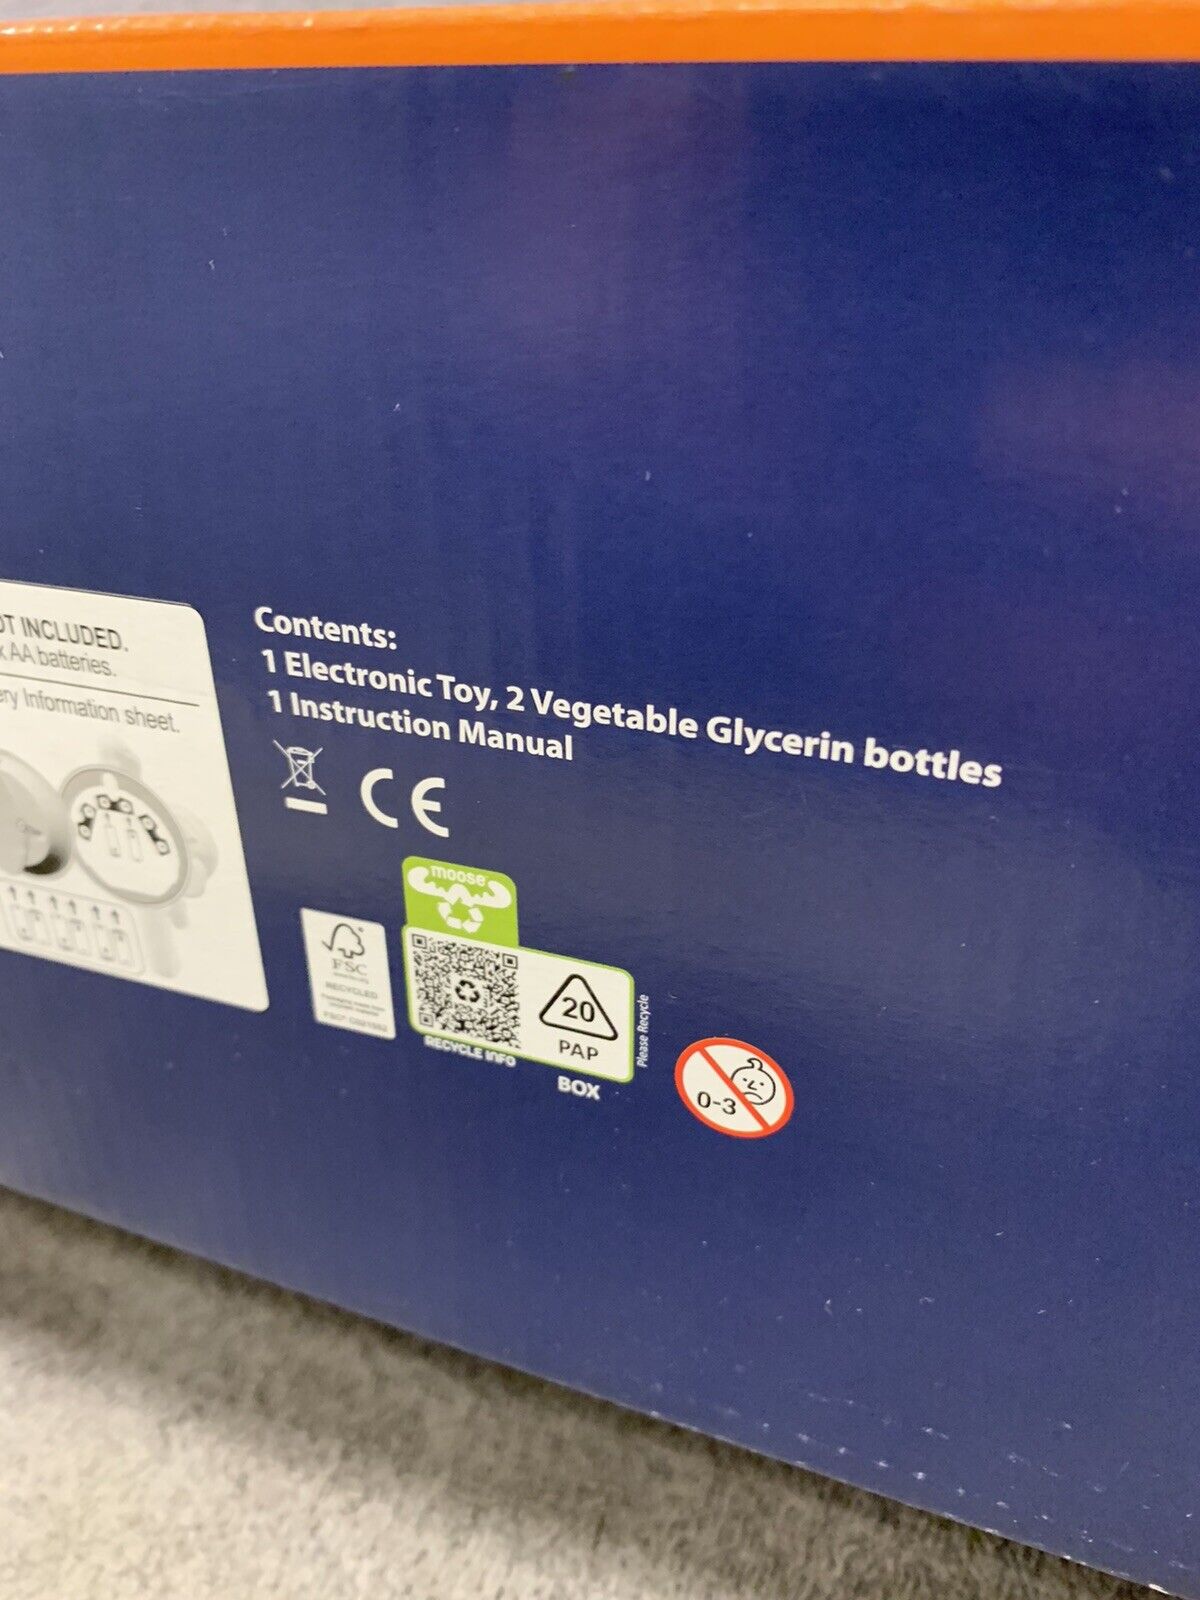 OT INCLUDED.
x AA batteries.
ery Information sheet.
Contents:
1 Electronic Toy, 2 Vegetable Glycerin bottles
1 Instruction Manual
CE
moose
FSC
RECYCLED
RECYCLE INFO
20
PAP
BOX
Please Recycle
0-3